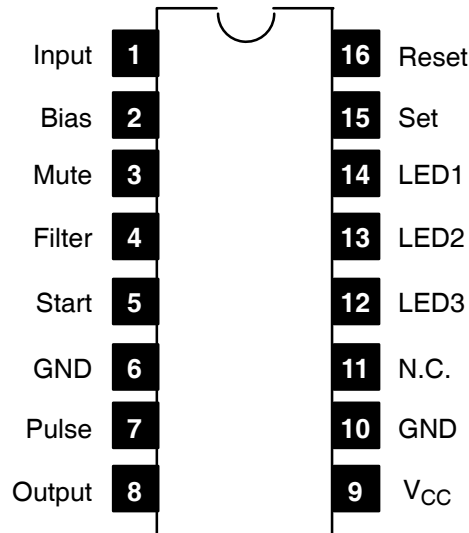 Input 1 16 Reset
Bias 2 15 Set
Mute 3 14 LED1
Filter 4 13 LED2
Start 5 12 LED3
GND 6 11 N.C.
Pulse 7 10 GND
Output 8 9 VCC